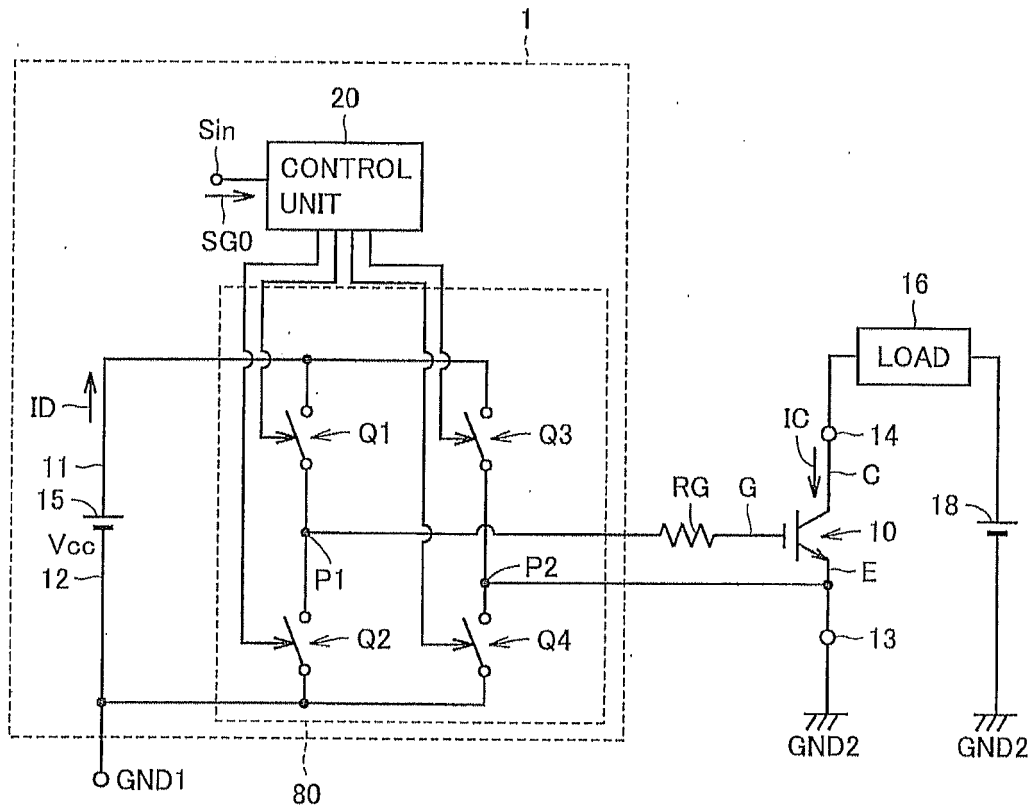 1
20
Sin
CONTROL
UNIT
SG0
16
LOAD
ID
Q1
Q3
IC
14
11
C
RG
G
15
18
Vcc
10
12
P1
P2
E
Q2
Q4
13
GND2
GND2
GND1
80